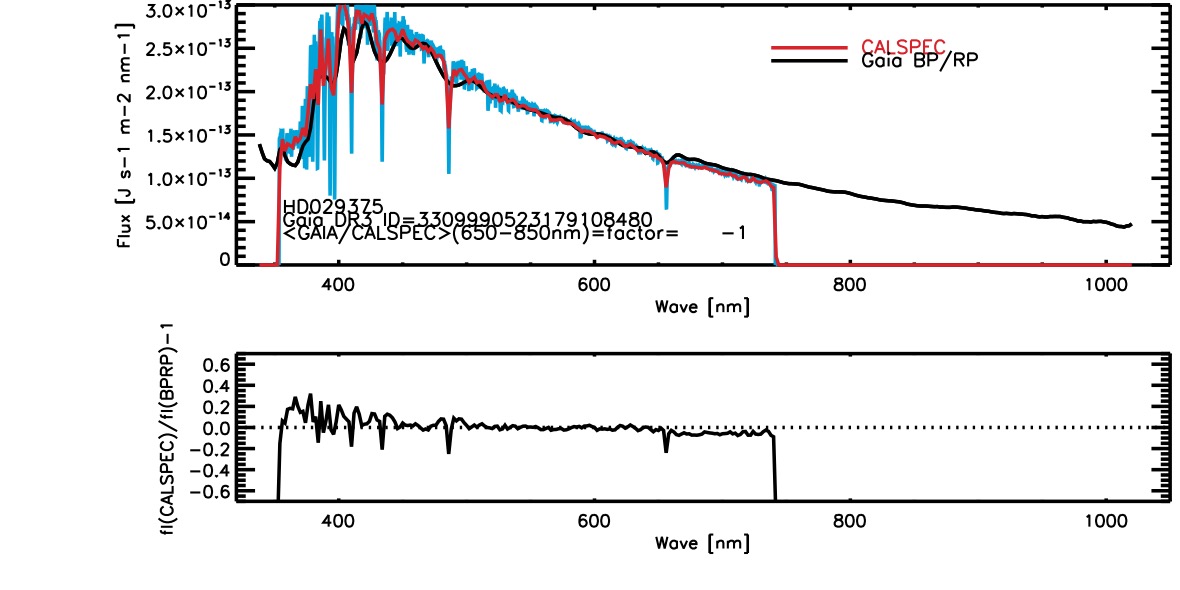 3.0×10−13
2.5×10−13
2.0×10−13
1.5×10−13
1.0×10−13
5.0×10−14
0
Flux [J s−1 m−2 nm−1]
CALSPEC
Gaia BP/RP
HD029375
Gaia DR3 ID=3309990523179108480
<GAIA/CALSPEC>(650−850nm)=factor= −1
400 600 800 1000
Wave [nm]
fl(CALSPEC)/fl(BPRP)−1
0.6
0.4
0.2
0.0
−0.2
−0.4
−0.6
400 600 800 1000
Wave [nm]